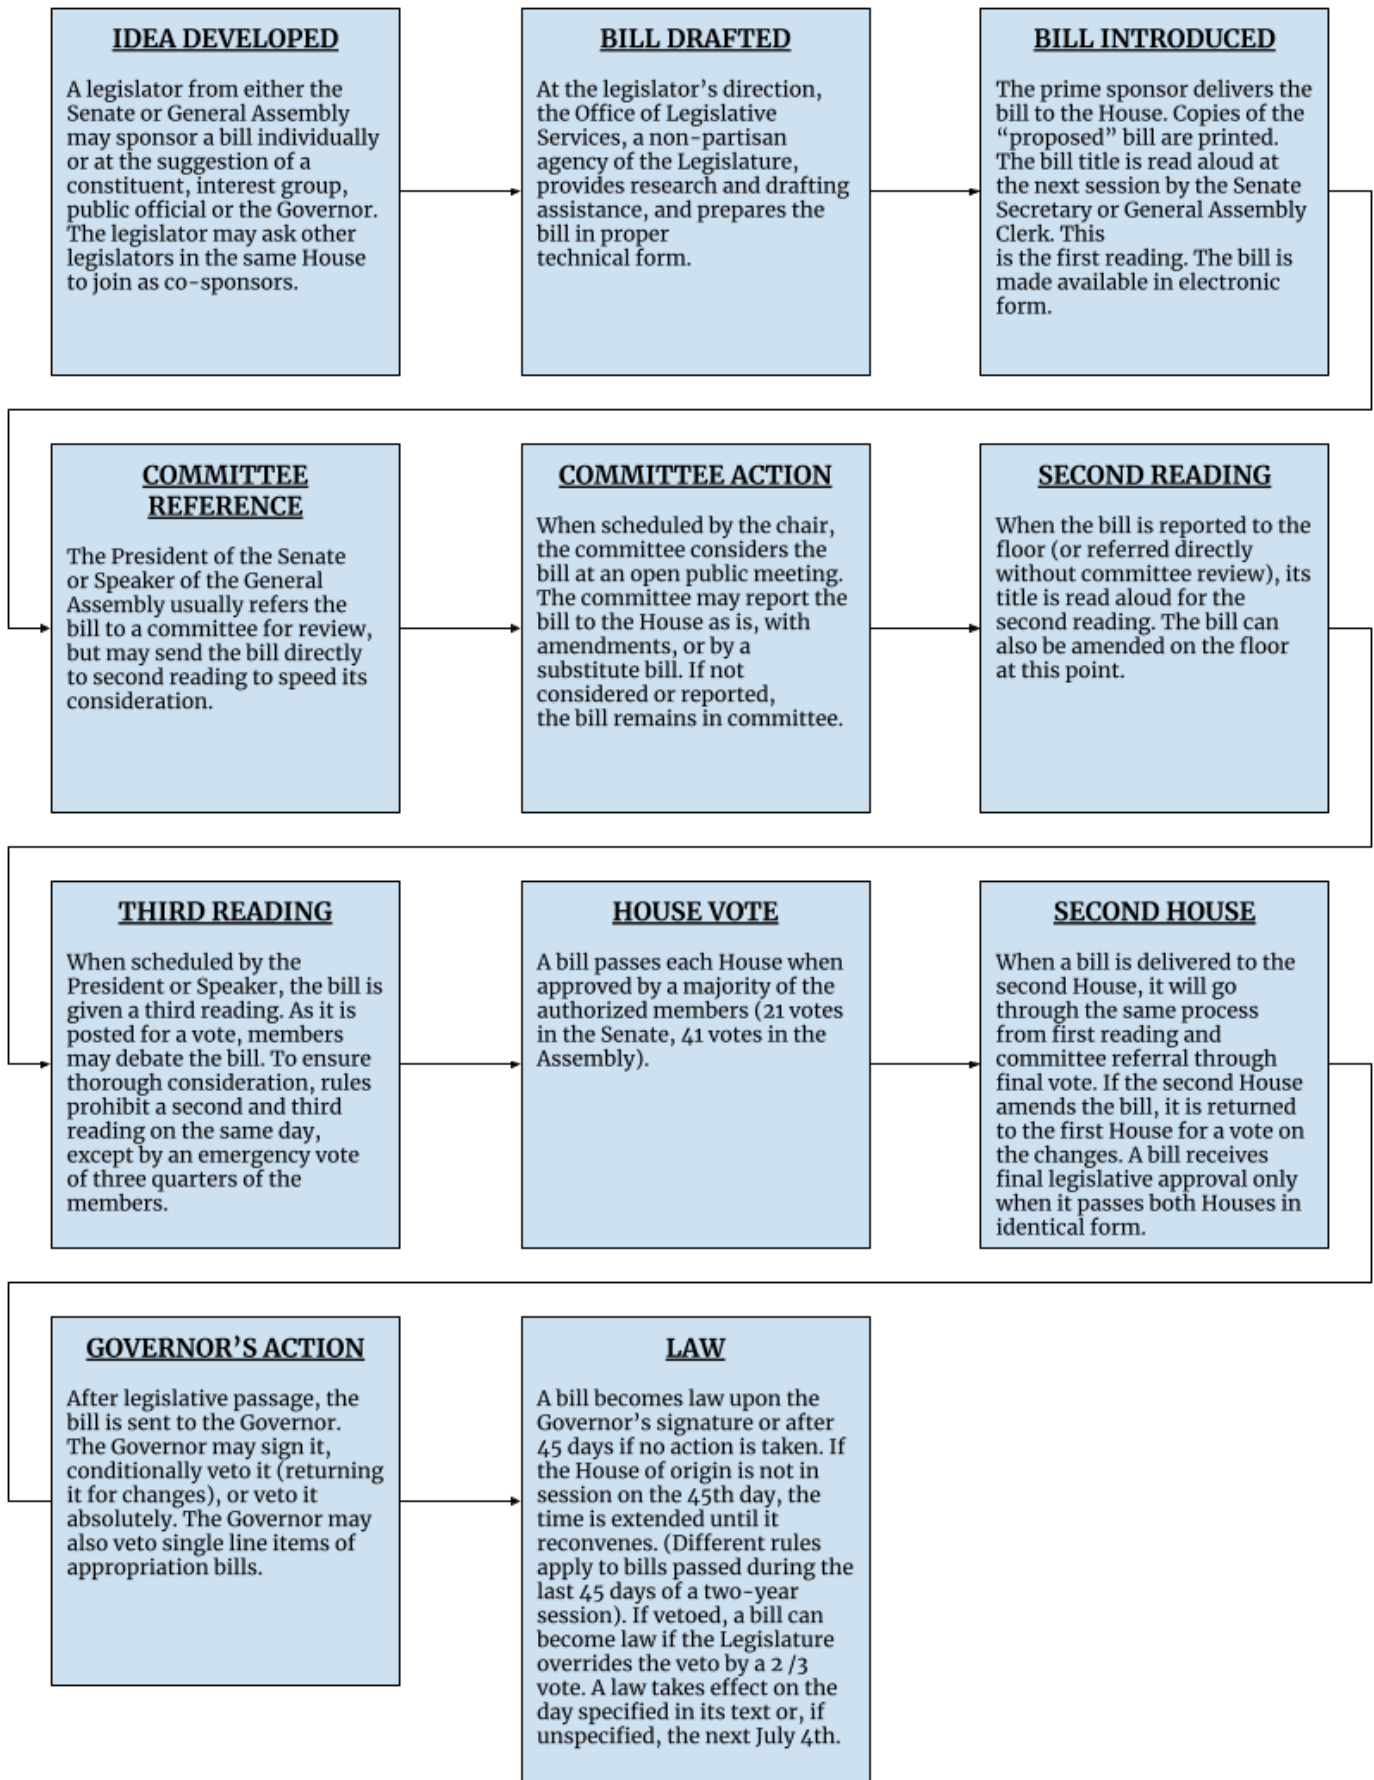 IDEA DEVELOPED
A legislator from either the
Senate or General Assembly
may sponsor a bill individually
or at the suggestion of a
constituent, interest group,
public official or the Governor.
The legislator may ask other
legislators in the same House
to join as co-sponsors.
BILL DRAFTED
At the legislator’s direction,
the Office of Legislative
Services, a non-partisan
agency of the Legislature,
provides research and drafting
assistance, and prepares the
bill in proper
technical form.
BILL INTRODUCED
The prime sponsor delivers the
bill to the House. Copies of the
“proposed” bill are printed.
The bill title is read aloud at
the next session by the Senate
Secretary or General Assembly
Clerk. This
is the first reading. The bill is
made available in electronic
form.
COMMITTEE
REFERENCE
The President of the Senate
or Speaker of the General
Assembly usually refers the
bill to a committee for review,
but may send the bill directly
to second reading to speed its
consideration.
COMMITTEE ACTION
When scheduled by the chair,
the committee considers the
bill at an open public meeting.
The committee may report the
bill to the House as is, with
amendments, or by a
substitute bill. If not
considered or reported,
the bill remains in committee.
SECOND READING
When the bill is reported to the
floor (or referred directly
without committee review), its
title is read aloud for the
second reading. The bill can
also be amended on the floor
at this point.
THIRD READING
When scheduled by the
President or Speaker, the bill is
given a third reading. As it is
posted for a vote, members
may debate the bill. To ensure
thorough consideration, rules
prohibit a second and third
reading on the same day,
except by an emergency vote
of three quarters of the
members.
HOUSE VOTE
A bill passes each House when
approved by a majority of the
authorized members (21 votes
in the Senate, 41 votes in the
Assembly).
SECOND HOUSE
When a bill is delivered to the
second House, it will go
through the same process
from first reading and
committee referral through
final vote. If the second House
amends the bill, it is returned
to the first House for a vote on
the changes. A bill receives
final legislative approval only
when it passes both Houses in
identical form.
GOVERNOR’S ACTION
After legislative passage, the
bill is sent to the Governor.
The Governor may sign it,
conditionally veto it (returning
it for changes), or veto it
absolutely. The Governor may
also veto single line items of
appropriation bills.
LAW
A bill becomes law upon the
Governor’s signature or after
45 days if no action is taken. If
the House of origin is not in
session on the 45th day, the
time is extended until it
reconvenes. (Different rules
apply to bills passed during the
last 45 days of a two-year
session). If vetoed, a bill can
become law if the Legislature
overrides the veto by a 2 /3
vote. A law takes effect on the
day specified in its text or, if
unspecified, the next July 4th.